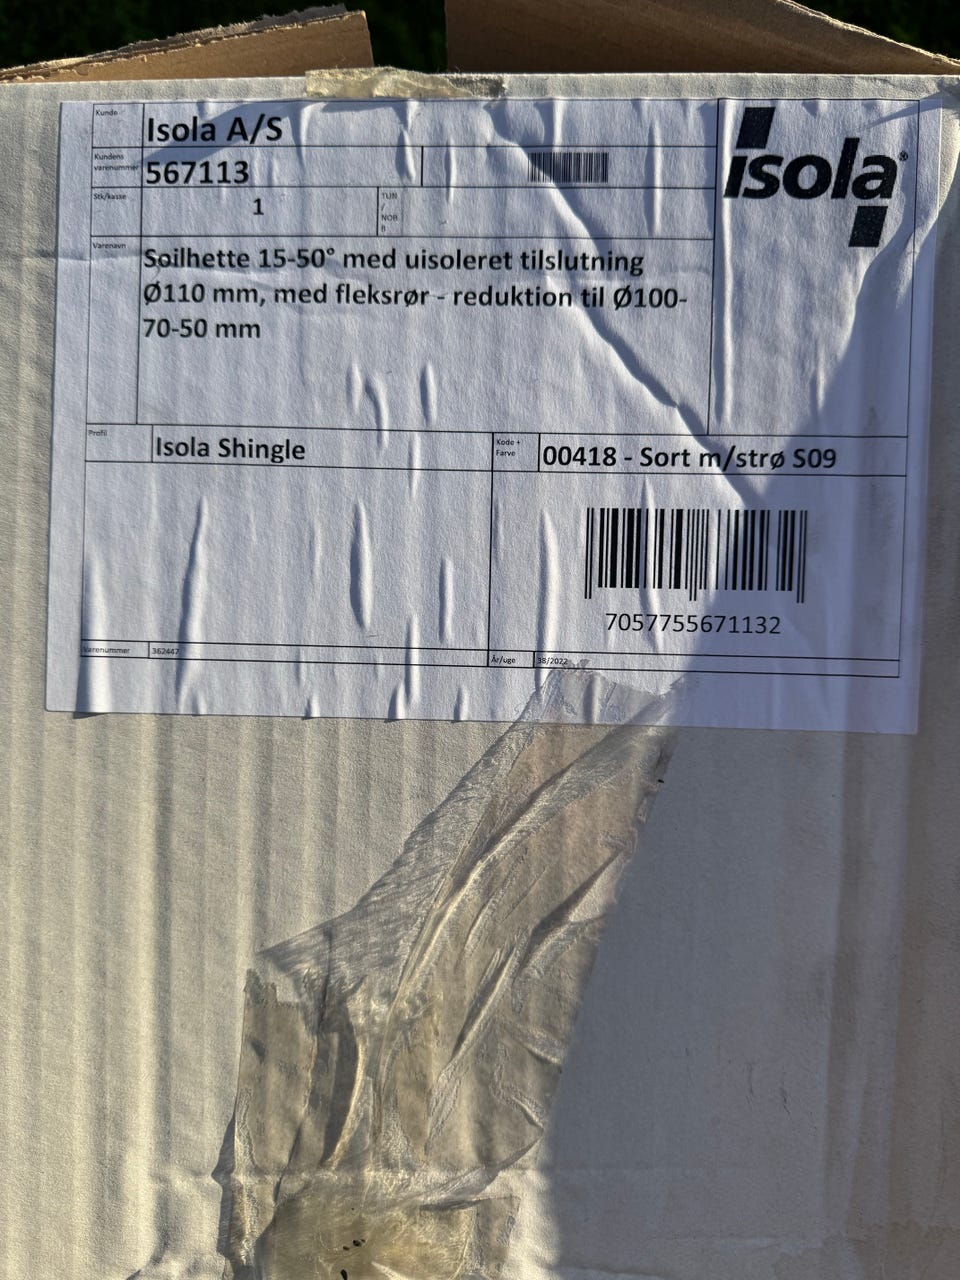 Kunde
Isola A/S
Kundens
varenummer
567113
Stk/kasse
1
TUN
/
NOB
B
isola®
Varenavn
Soilhette 15-50° med uisoleret tilslutning
Ø110 mm, med fleksrør - reduktion til Ø100-
70-50 mm
Profil
Isola Shingle
Kode +
Farve
00418 - Sort m/strø S09
7057755671132
Varenummer
362447
År/uge
38/2022